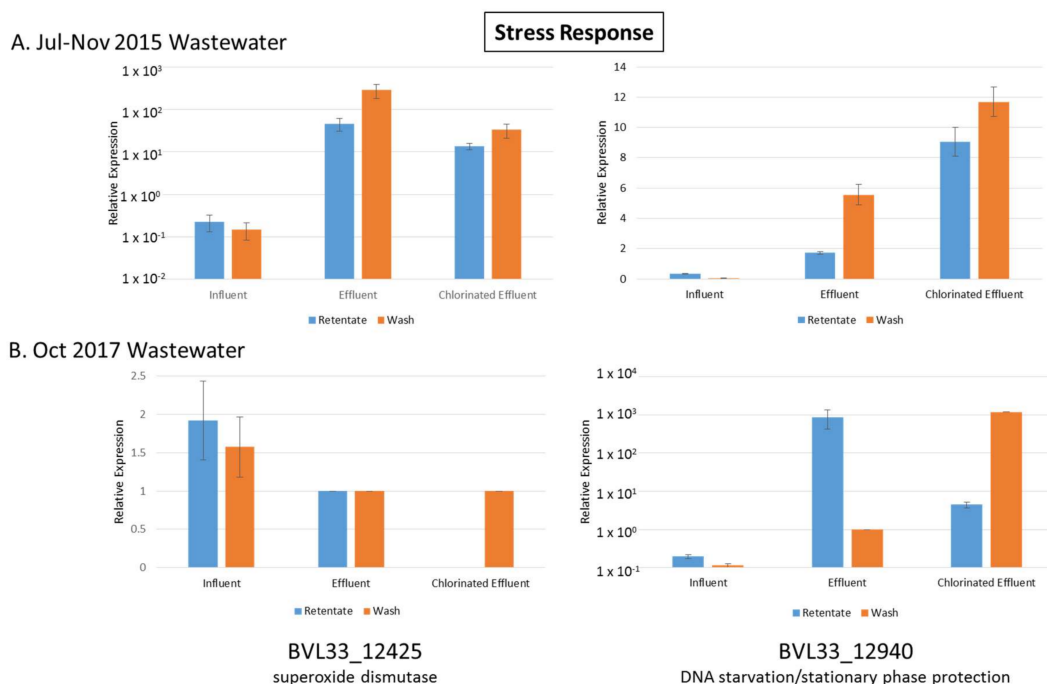 Stress Response
A. Jul-Nov 2015 Wastewater
Relative Expression
1 x 10³
1 x 10²
1 x 10¹
1 x 10⁰
1 x 10⁻¹
1 x 10⁻²
Influent Effluent Chlorinated Effluent
Retentate Wash
Relative Expression
14
12
10
8
6
4
2
0
Influent Effluent Chlorinated Effluent
Retentate Wash
B. Oct 2017 Wastewater
Relative Expression
2.5
2
1.5
1
0.5
0
Influent Effluent Chlorinated Effluent
Retentate Wash
BVL33_12425
superoxide dismutase
Relative Expression
1 x 10⁴
1 x 10³
1 x 10²
1 x 10¹
1 x 10⁰
1 x 10⁻¹
Influent Effluent Chlorinated Effluent
Retentate Wash
BVL33_12940
DNA starvation/stationary phase protection